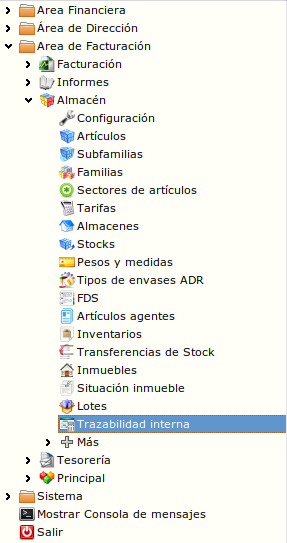 Area Financiera
Área de Dirección
Area de Facturación
Facturación
Informes
Almacén
Configuración
Artículos
Subfamilias
Familias
Sectores de artículos
Tarifas
Almacenes
Stocks
Pesos y medidas
Tipos de envases ADR
FDS
Artículos agentes
Inventarios
Transferencias de Stock
Inmuebles
Situación inmueble
Lotes
Trazabilidad interna
Más
Tesorería
Principal
Sistema
Mostrar Consola de mensajes
Salir